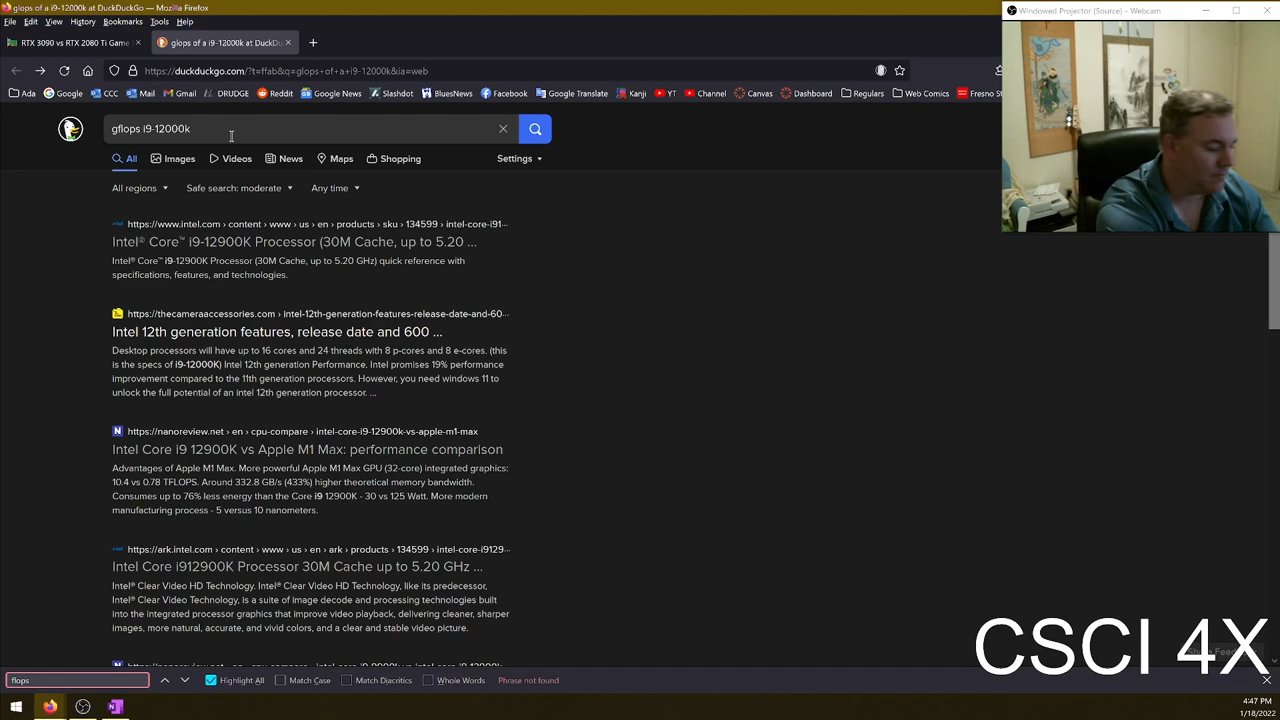 glops of a i9-12000k at DuckDuckGo — Mozilla Firefox
File Edit View History Bookmarks Tools Help
Windowed Projector (Source) - Webcam
RTX 3090 vs RTX 2080 Ti Game
glops of a i9-12000k at DuckDu
https://duckduckgo.com/?t=ffab&q=glops+of+a+i9-12000k&ia=web
Ada Google CCC Mail Gmail DRUDGE Reddit Google News Slashdot BluesNews Facebook Google Translate Kanji YT Channel Canvas Dashboard Regulars Web Comics Fresno St
gflops i9-12000k
All Images Videos News Maps Shopping Settings
All regions Safe search: moderate Any time
https://www.intel.com › content › www › us › en › products › sku › 134599 › intel-core-i91...
Intel® Core™ i9-12900K Processor (30M Cache, up to 5.20 ...
Intel® Core™ i9-12900K Processor (30M Cache, up to 5.20 GHz) quick reference with
specifications, features, and technologies.
https://thecameraaccessories.com › intel-12th-generation-features-release-date-and-60...
Intel 12th generation features, release date and 600 ...
Desktop processors will have up to 16 cores and 24 threads with 8 p-cores and 8 e-cores. (this
is the specs of i9-12000K) Intel 12th generation Performance. Intel promises 19% performance
improvement compared to the 11th generation processors. However, you need windows 11 to
unlock the full potential of an intel 12th generation processor. ...
N https://nanoreview.net › en › cpu-compare › intel-core-i9-12900k-vs-apple-m1-max
Intel Core i9 12900K vs Apple M1 Max: performance comparison
Advantages of Apple M1 Max. More powerful Apple M1 Max GPU (32-core) integrated graphics:
10.4 vs 0.78 TFLOPS. Around 332.8 GB/s (433%) higher theoretical memory bandwidth.
Consumes up to 76% less energy than the Core i9 12900K - 30 vs 125 Watt. More modern
manufacturing process - 5 versus 10 nanometers.
https://ark.intel.com › content › www › us › en › ark › products › 134599 › intel-core-i9129...
Intel Core i912900K Processor 30M Cache up to 5.20 GHz ...
Intel® Clear Video HD Technology. Intel® Clear Video HD Technology, like its predecessor,
Intel® Clear Video Technology, is a suite of image decode and processing technologies built
into the integrated processor graphics that improve video playback, delivering cleaner, sharper
images, more natural, accurate, and vivid colors, and a clear and stable video picture.
CSCI 4X
flops Highlight All Match Case Match Diacritics Whole Words Phrase not found
4:47 PM
1/18/2022